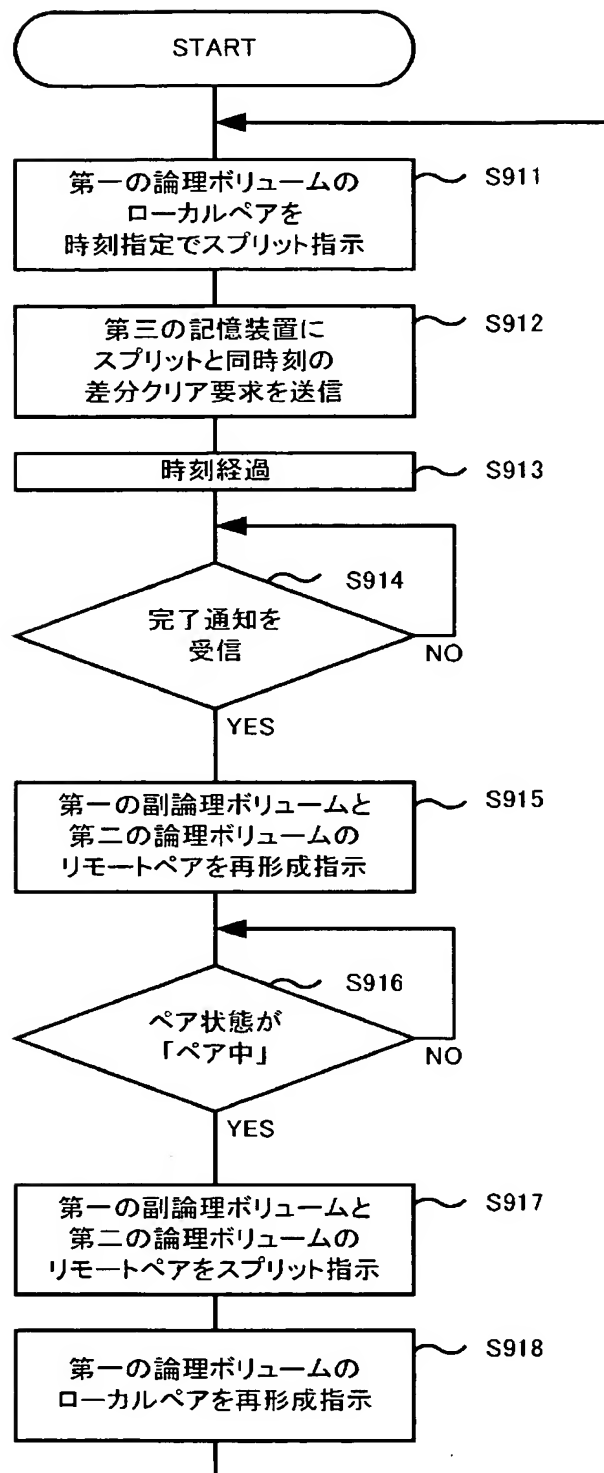 START
第一の論理ボリュームの
ローカルペアを
時刻指定でスプリット指示
S911
第三の記憶装置に
スプリットと同時刻の
差分クリア要求を送信
S912
時刻経過
S913
S914
完了通知を
受信
NO
YES
第一の副論理ボリュームと
第二の論理ボリュームの
リモートペアを再形成指示
S915
S916
ペア状態が
「ペア中」
NO
YES
第一の副論理ボリュームと
第二の論理ボリュームの
リモートペアをスプリット指示
S917
第一の論理ボリュームの
ローカルペアを再形成指示
S918